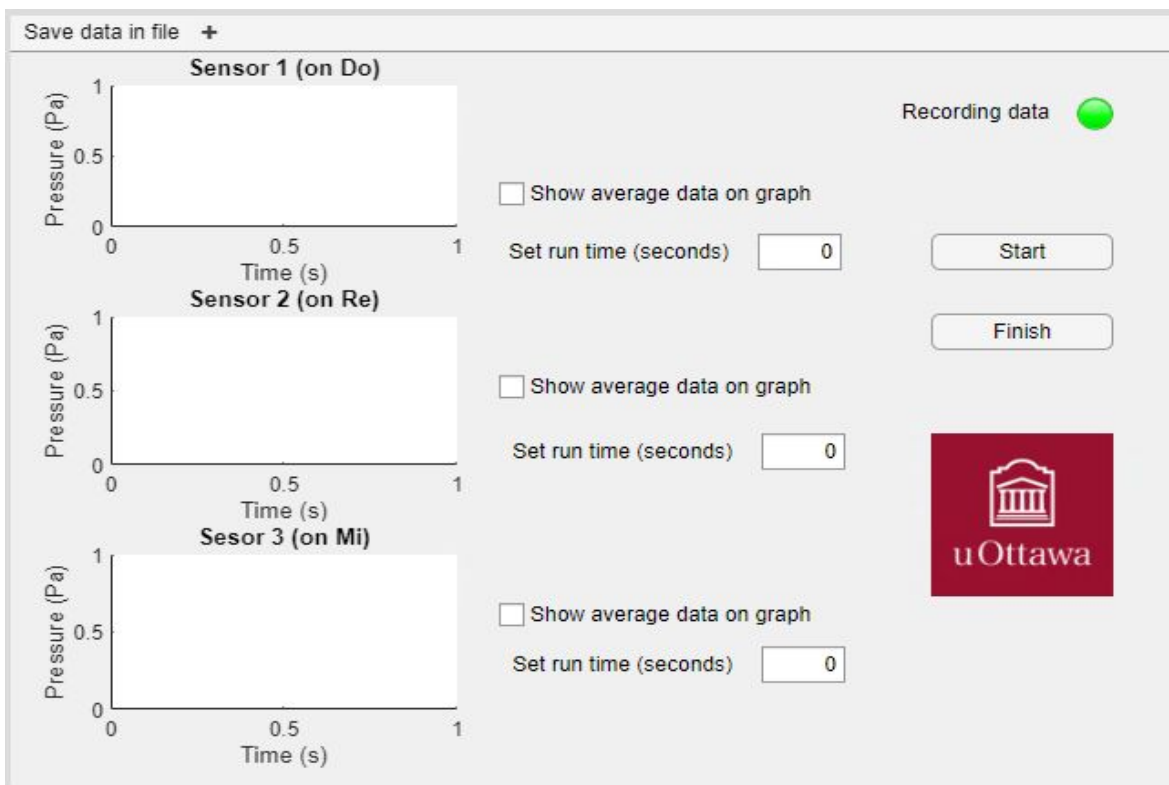 Save data in file +
Sensor 1 (on Do)
Pressure (Pa)
1
0.5
0
0 0.5 1
Time (s)
Recording data
Show average data on graph
Set run time (seconds) 0
Start
Sensor 2 (on Re)
Pressure (Pa)
1
0.5
0
0 0.5 1
Time (s)
Finish
Show average data on graph
Set run time (seconds) 0
uOttawa
Sesor 3 (on Mi)
Pressure (Pa)
1
0.5
0
0 0.5 1
Time (s)
Show average data on graph
Set run time (seconds) 0